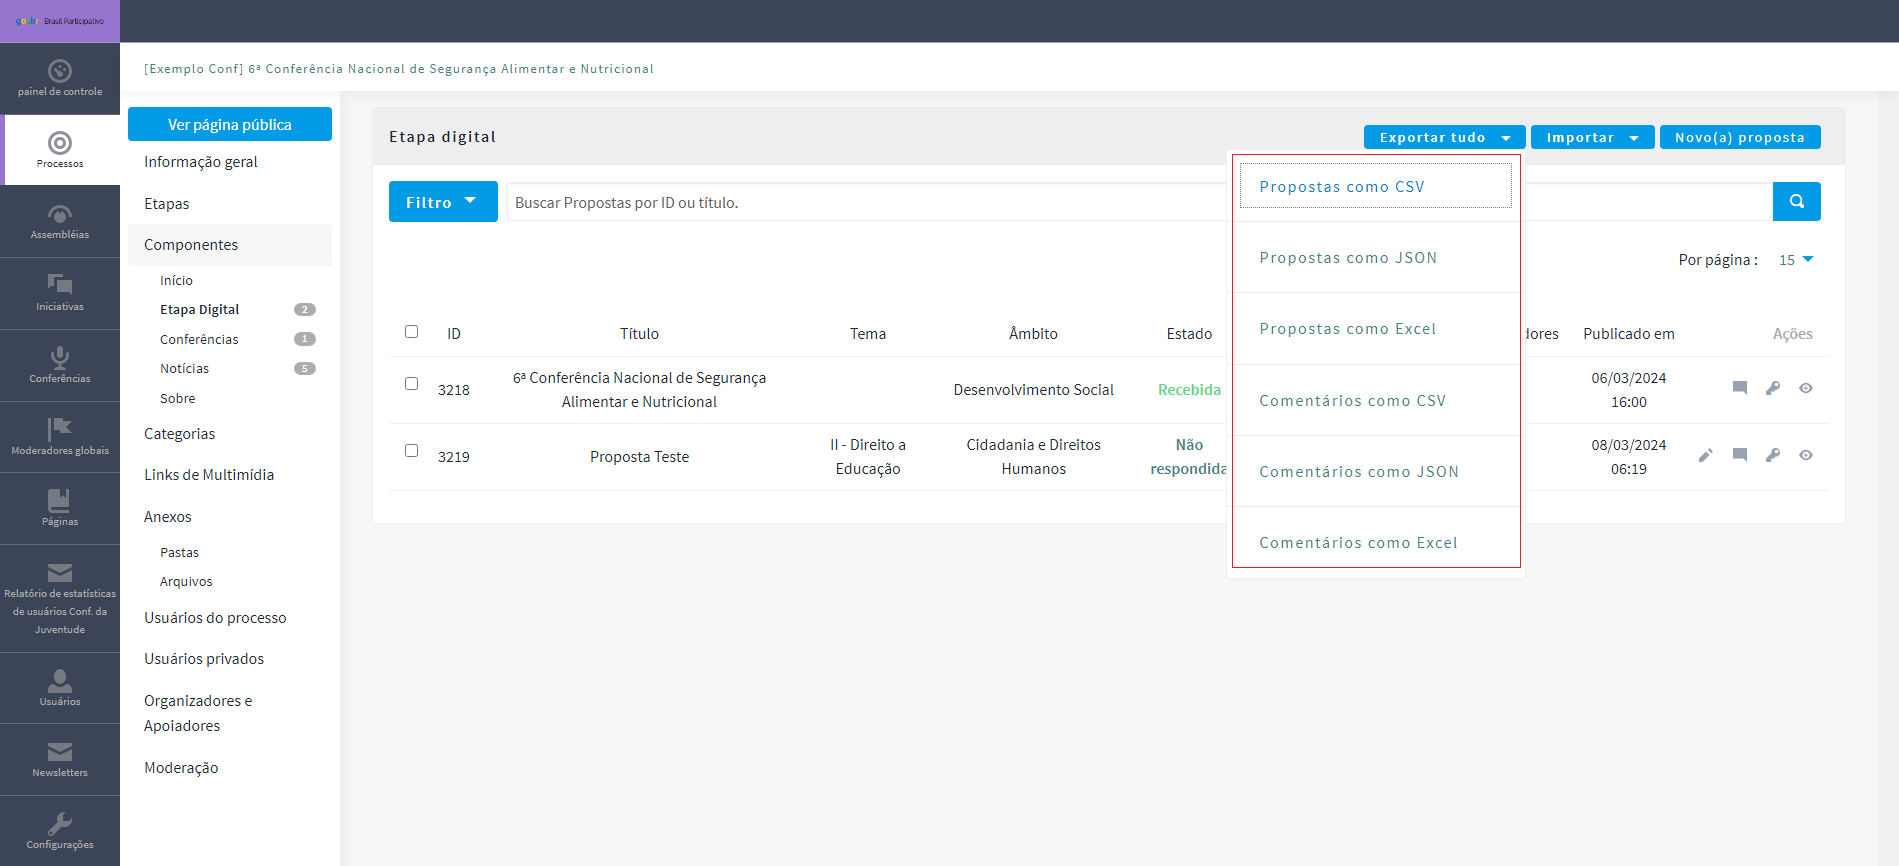 gov.br Brasil Participativo
[Exemplo Conf] 6ª Conferência Nacional de Segurança Alimentar e Nutricional
painel de controle
Processos
Assembléias
Iniciativas
Conferências
Moderadores globais
Páginas
Relatório de estatísticas
de usuários Conf. da
Juventude
Usuários
Newsletters
Configurações
Ver página pública
Informação geral
Etapas
Componentes
Início
Etapa Digital 2
Conferências 1
Notícias 5
Sobre
Categorias
Links de Multimídia
Anexos
Pastas
Arquivos
Usuários do processo
Usuários privados
Organizadores e
Apoiadores
Moderação
Etapa digital
Exportar tudo
Importar
Novo(a) proposta
Filtro
Buscar Propostas por ID ou título.
Por página : 15
Propostas como CSV
Propostas como JSON
Propostas como Excel
Comentários como CSV
Comentários como JSON
Comentários como Excel
ID Título Tema Âmbito Estado dores Publicado em Ações
3218 6ª Conferência Nacional de Segurança
Alimentar e Nutricional
Desenvolvimento Social Recebida 06/03/2024
16:00
3219 Proposta Teste II - Direito a
Educação
Cidadania e Direitos
Humanos
Não
respondida
08/03/2024
06:19